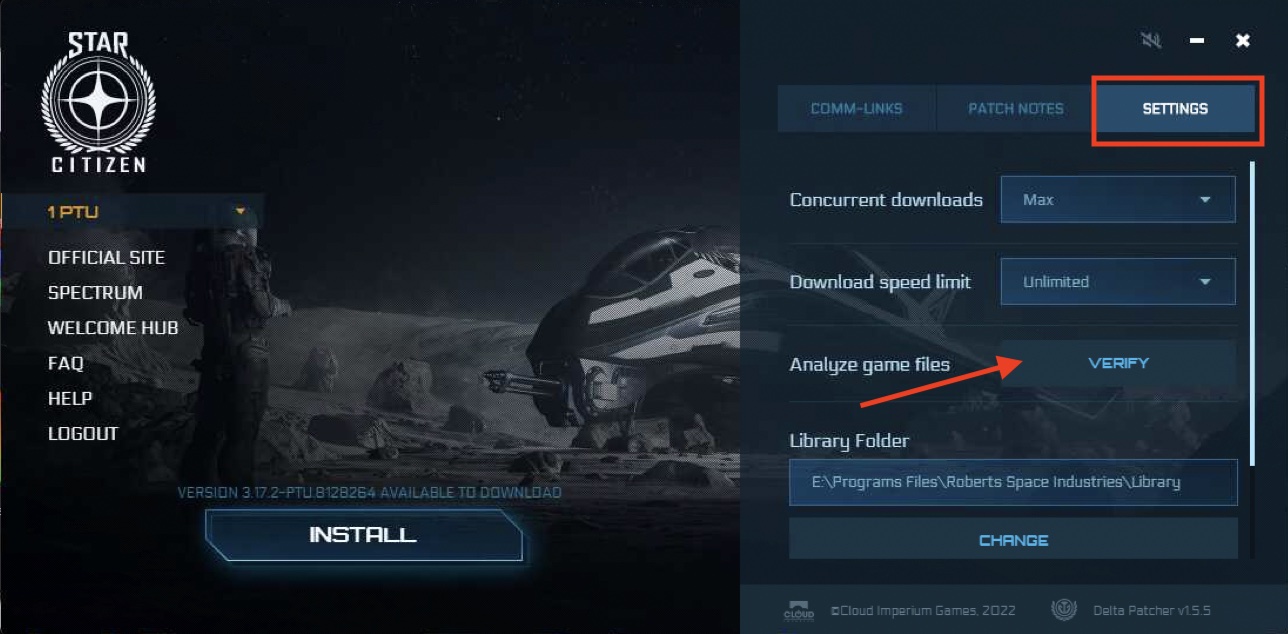 STAR
CITIZEN
1 PTU
OFFICIAL SITE
SPECTRUM
WELCOME HUB
FAQ
HELP
LOGOUT
VERSION 3.17.2-PTU.8128264 AVAILABLE TO DOWNLOAD
INSTALL
COMM-LINKS
PATCH NOTES
SETTINGS
Concurrent downloads
Max
Download speed limit
Unlimited
Analyze game files
VERIFY
Library Folder
E:\Programs Files\Roberts Space Industries\Library
CHANGE
CLOUD
©Cloud Imperium Games, 2022
Delta Patcher v1.5.5